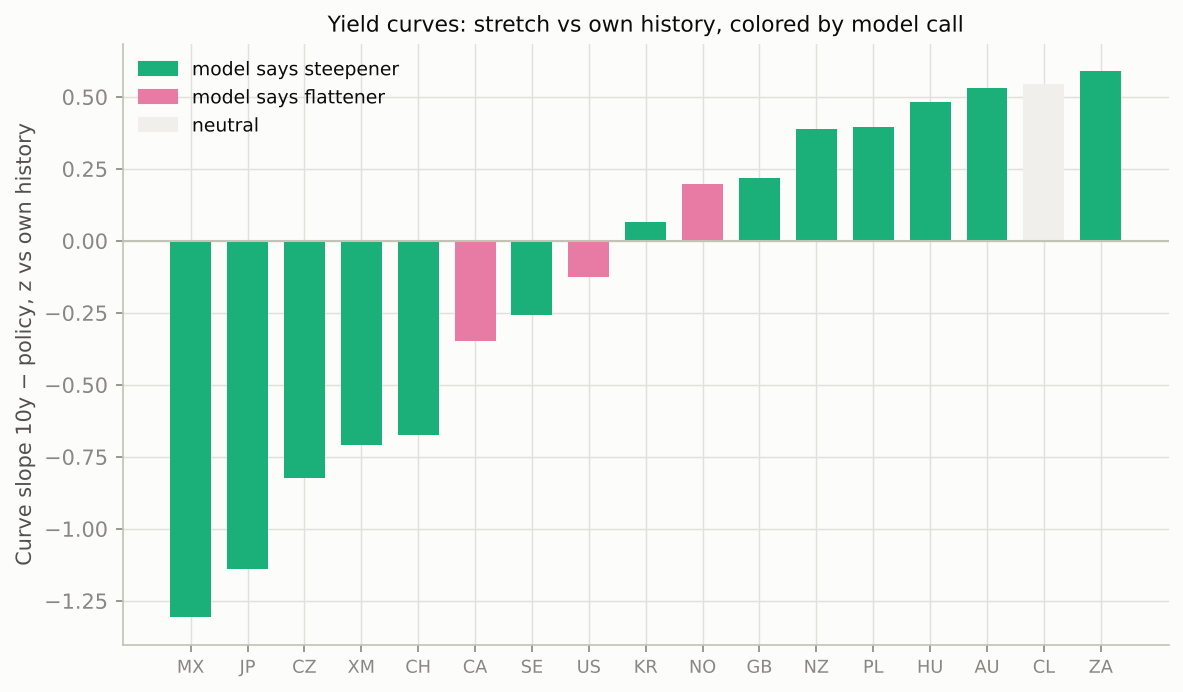 Yield curves: stretch vs own history, colored by model call
model says steepener
model says flattener
neutral
Curve slope 10y − policy, z vs own history
0.50
0.25
0.00
−0.25
−0.50
−0.75
−1.00
−1.25
MX JP CZ XM CH CA SE US KR NO GB NZ PL HU AU CL ZA